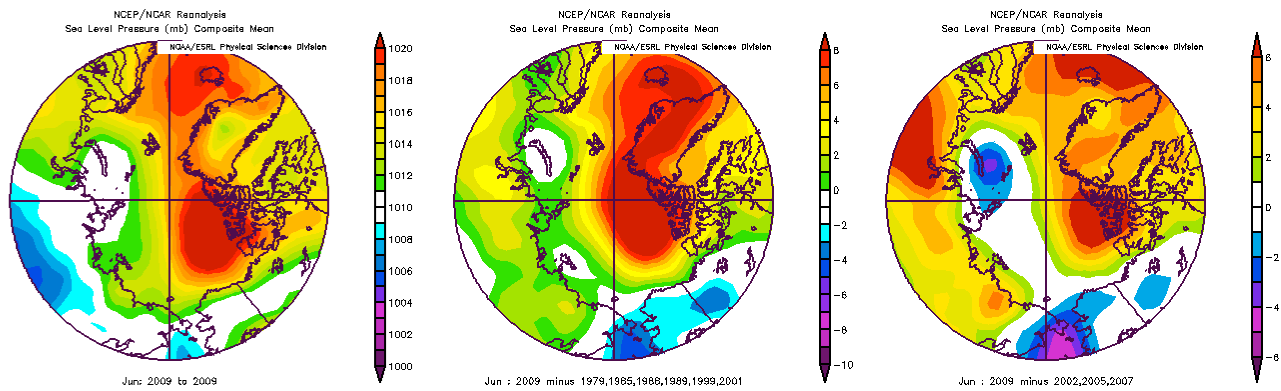 NCEP/NCAR Reanalysis
Sea Level Pressure (mb) Composite Mean
NOAA/ESRL Physical Sciences Division
1020
1018
1016
1014
1012
1010
1008
1006
1004
1002
1000
Jun: 2009 to 2009
NCEP/NCAR Reanalysis
Sea Level Pressure (mb) Composite Mean
NOAA/ESRL Physical Sciences Division
8
6
4
2
0
-2
-4
-6
-8
-10
Jun : 2009 minus 1979,1985,1988,1989,1999,2001
NCEP/NCAR Reanalysis
Sea Level Pressure (mb) Composite Mean
NOAA/ESRL Physical Sciences Division
6
4
2
0
-2
-4
-6
Jun : 2009 minus 2002,2005,2007